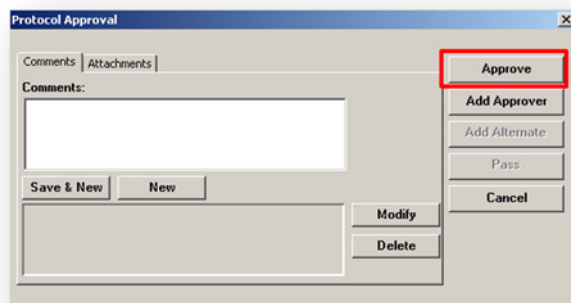 Protocol Approval
Comments
Attachments
Comments:
Save & New
New
Modify
Delete
Approve
Add Approver
Add Alternate
Pass
Cancel